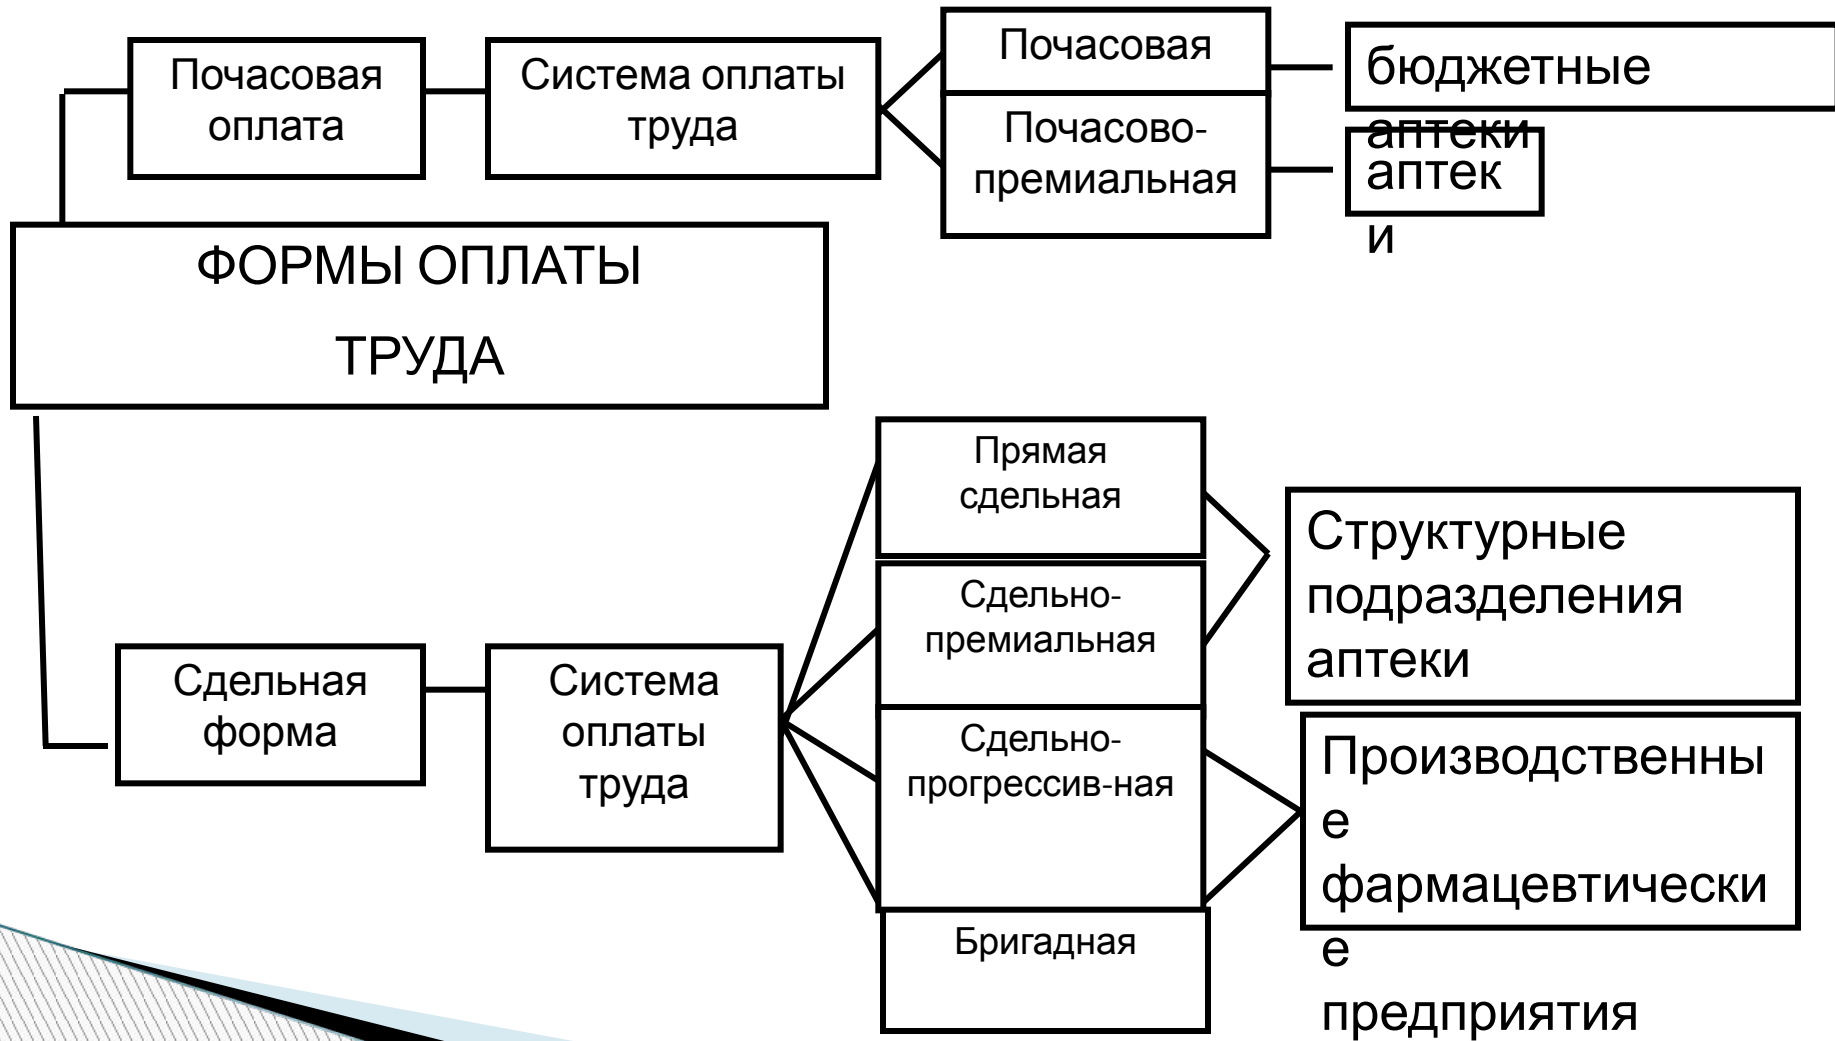 Почасовая
оплата
Система оплаты
труда
Почасовая
Почасово-
премиальная
бюджетные
аптеки
аптек
и
ФОРМЫ ОПЛАТЫ
ТРУДА
Сдельная
форма
Система
оплаты
труда
Прямая
сдельная
Сдельно-
премиальная
Сдельно-
прогрессив-ная
Бригадная
Структурные
подразделения
аптеки
Производственны
е
фармацевтически
е
предприятия